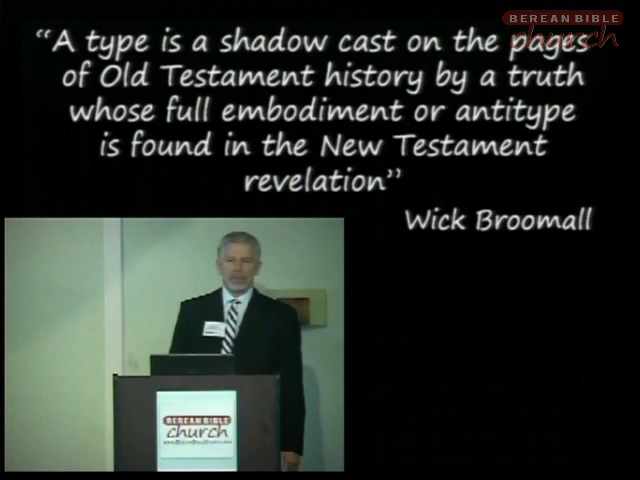 BEREAN BIBLE
church
“A type is a shadow cast on the pages
of Old Testament history by a truth
whose full embodiment or antitype
is found in the New Testament
revelation”
Wick Broomall
BEREAN BIBLE
church